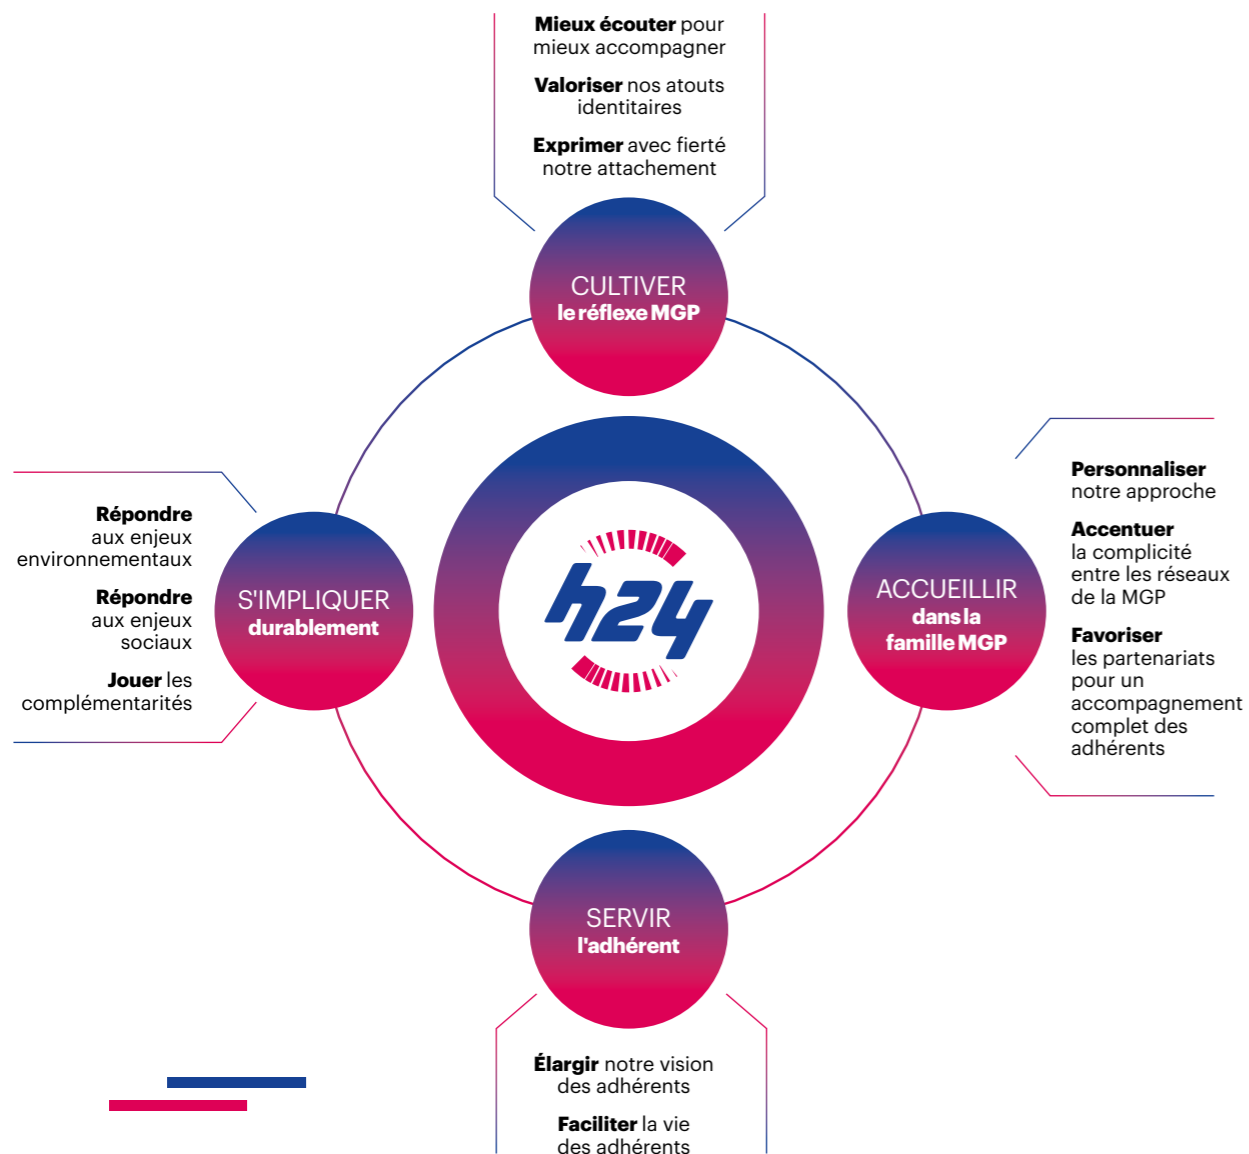 Mieux écouter pour
mieux accompagner
Valoriser nos atouts
identitaires
Exprimer avec fierté
notre attachement
CULTIVER
le réflexe MGP
Répondre
aux enjeux
environnementaux
Répondre
aux enjeux
sociaux
Jouer les
complémentarités
S'IMPLIQUER
durablement
h24
ACCUEILLIR
dans la
famille MGP
Personnaliser
notre approche
Accentuer
la complicité
entre les réseaux
de la MGP
Favoriser
les partenariats
pour un
accompagnement
complet des
adhérents
SERVIR
l'adhérent
Élargir notre vision
des adhérents
Faciliter la vie
des adhérents